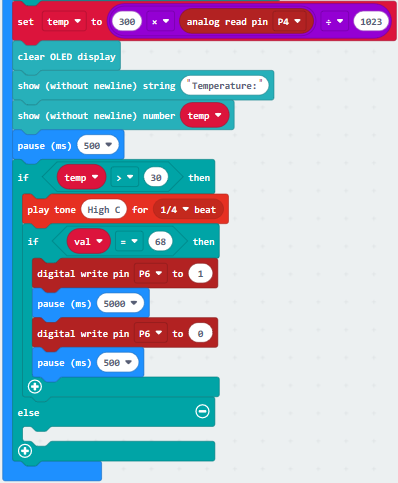 set temp to 300 × analog read pin P4 ÷ 1023
clear OLED display
show (without newline) string "Temperature:"
show (without newline) number temp
pause (ms) 500
if temp > 30 then
play tone High C for 1/4 beat
if val = 68 then
digital write pin P6 to 1
pause (ms) 5000
digital write pin P6 to 0
pause (ms) 500
else